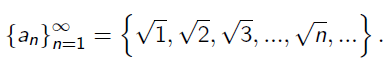 {aₙ}ₙ₌₁^∞ = {√1, √2, √3, ..., √n, ...}.